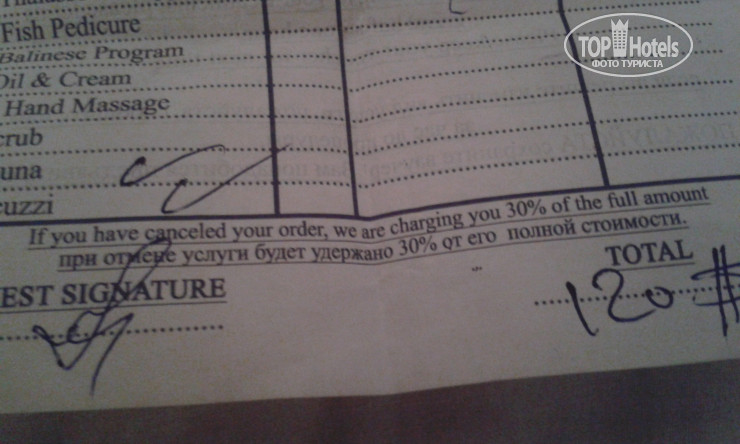 TOP Hotels
ФОТО ТУРИСТА
Fish Pedicure
Balinese Program
Oil & Cream
Hand Massage
crub
una
cuzzi
If you have canceled your order, we are charging you 30% of the full amount
при отмене услуги будет удержано 30% от его полной стоимости.
EST SIGNATURE
TOTAL
120 #